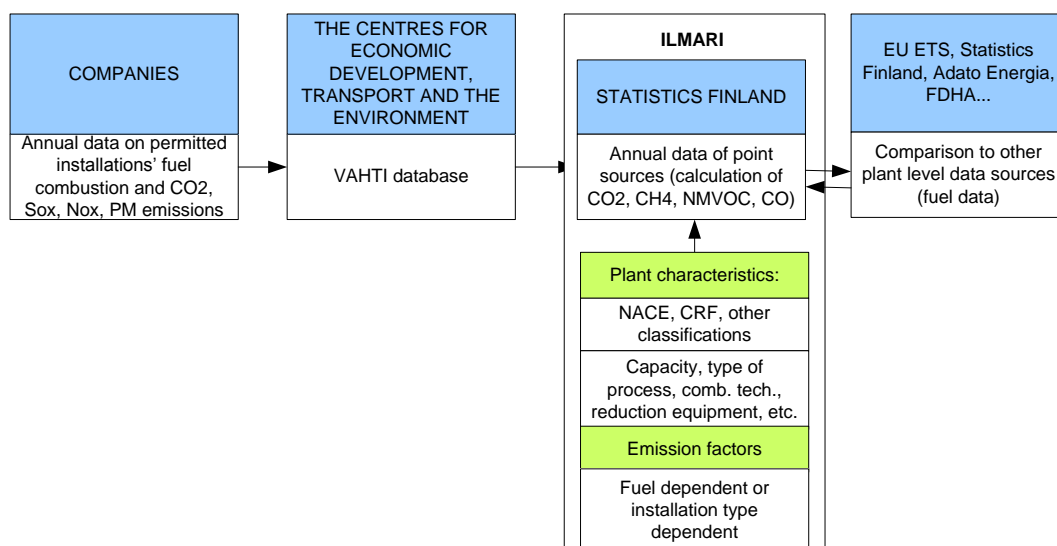 COMPANIES
Annual data on permitted
installations' fuel
combustion and CO2,
Sox, Nox, PM emissions
THE CENTRES FOR
ECONOMIC
DEVELOPMENT,
TRANSPORT AND THE
ENVIRONMENT
VAHTI database
ILMARI
STATISTICS FINLAND
Annual data of point
sources (calculation of
CO2, CH4, NMVOC, CO)
Plant characteristics:
NACE, CRF, other
classifications
Capacity, type of
process, comb. tech.,
reduction equipment, etc.
Emission factors
Fuel dependent or
installation type
dependent
EU ETS, Statistics
Finland, Adato Energia,
FDHA...
Comparison to other
plant level data sources
(fuel data)